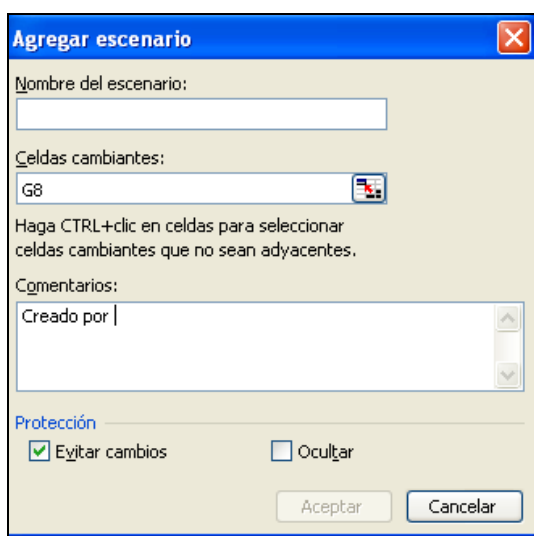 Agregar escenario
Nombre del escenario:
Celdas cambiantes:
G8
Haga CTRL+clic en celdas para seleccionar
celdas cambiantes que no sean adyacentes.
Comentarios:
Creado por
Protección
Evitar cambios Ocultar
Aceptar Cancelar